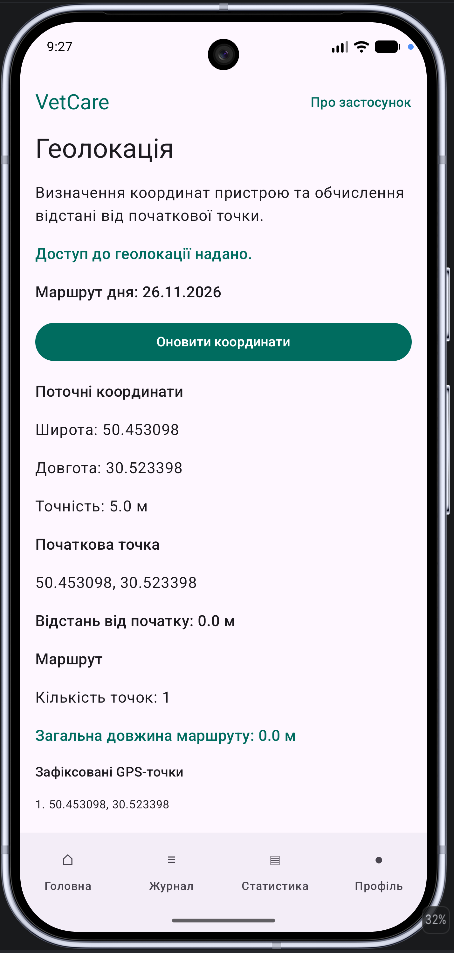 9:27
VetCare
Про застосунок
Геолокація
Визначення координат пристрою та обчислення
відстані від початкової точки.
Доступ до геолокації надано.
Маршрут дня: 26.11.2026
Оновити координати
Поточні координати
Широта: 50.453098
Довгота: 30.523398
Точність: 5.0 м
Початкова точка
50.453098, 30.523398
Відстань від початку: 0.0 м
Маршрут
Кількість точок: 1
Загальна довжина маршруту: 0.0 м
Зафіксовані GPS-точки
1. 50.453098, 30.523398
Головна
Журнал
Статистика
Профіль
32%